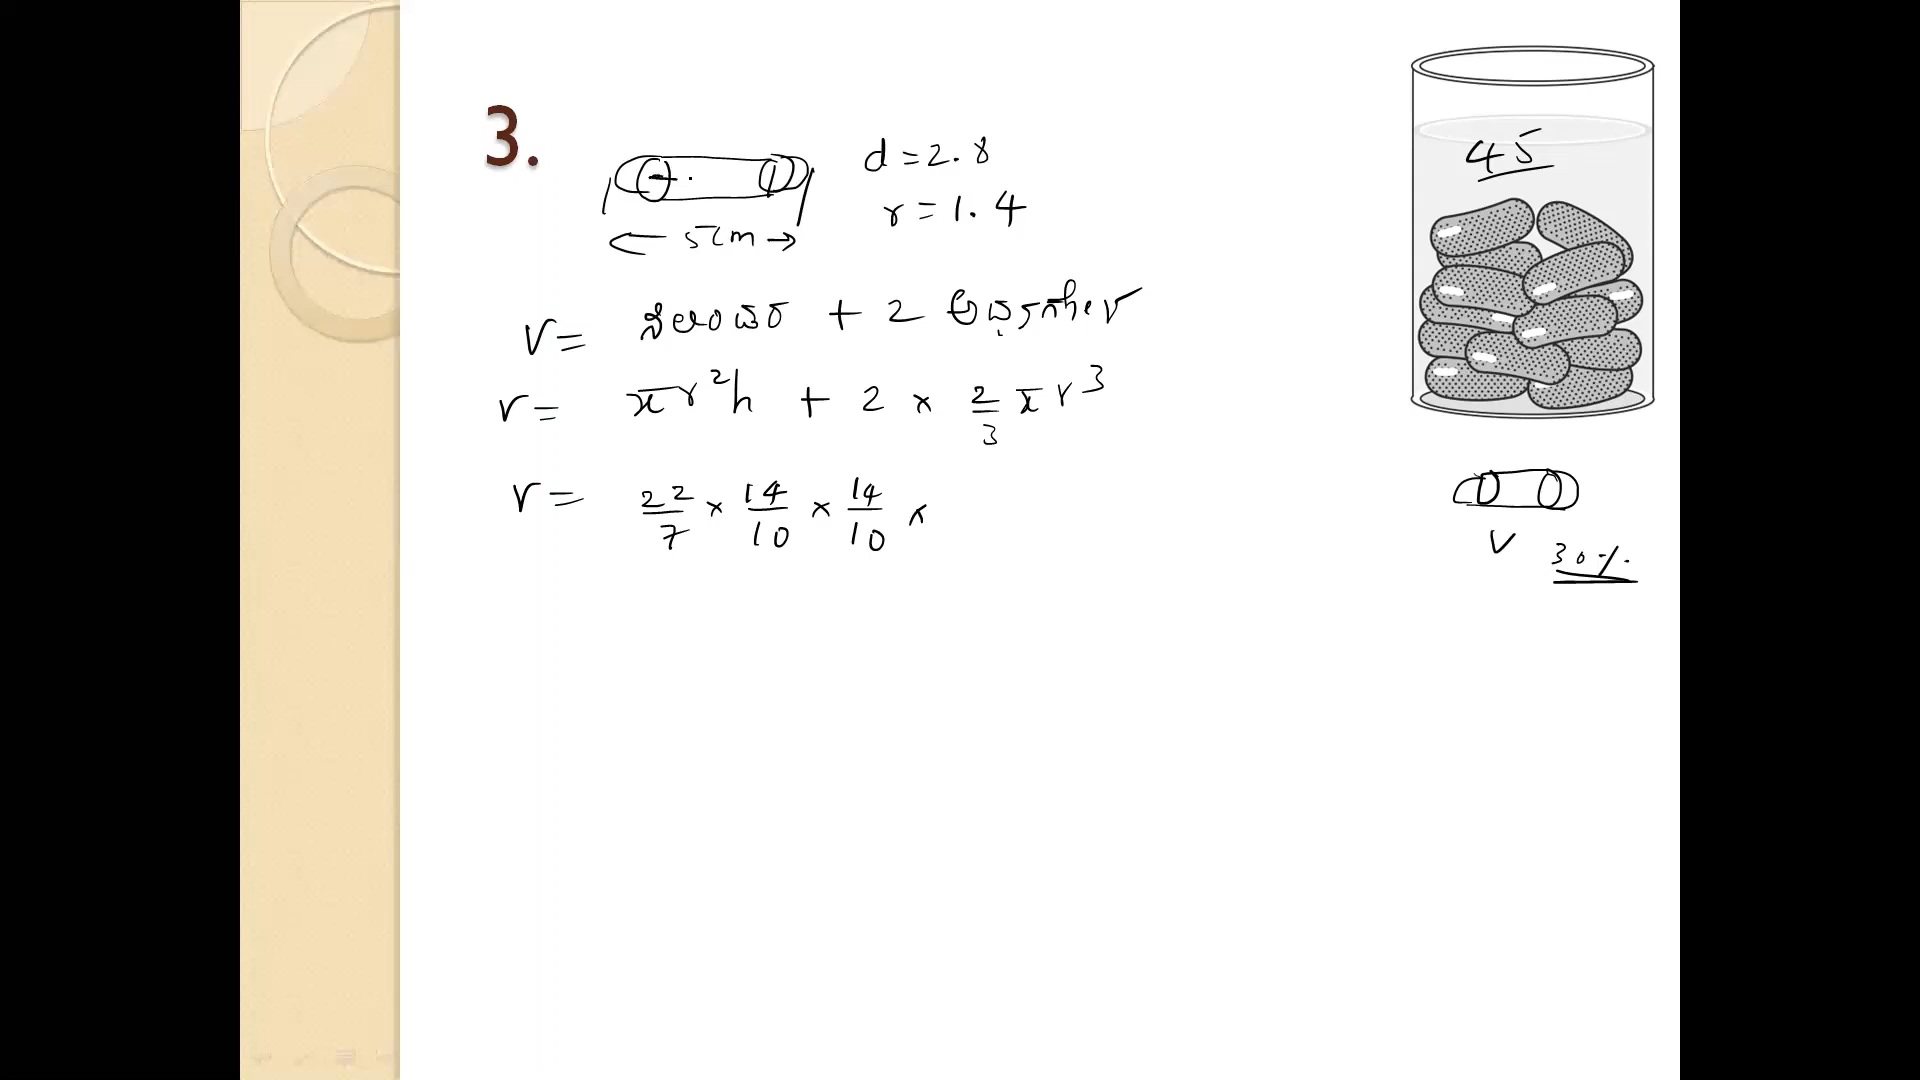 3.
d = 2.8
r = 1.4
5cm
V = ಸಿಲಿಂಡರ + 2 ಅರ್ಧಗೋಳ
V = πr²h + 2 × 2/3 πr³
V = 22/7 × 14/10 × 14/10 ×
45
V 30%